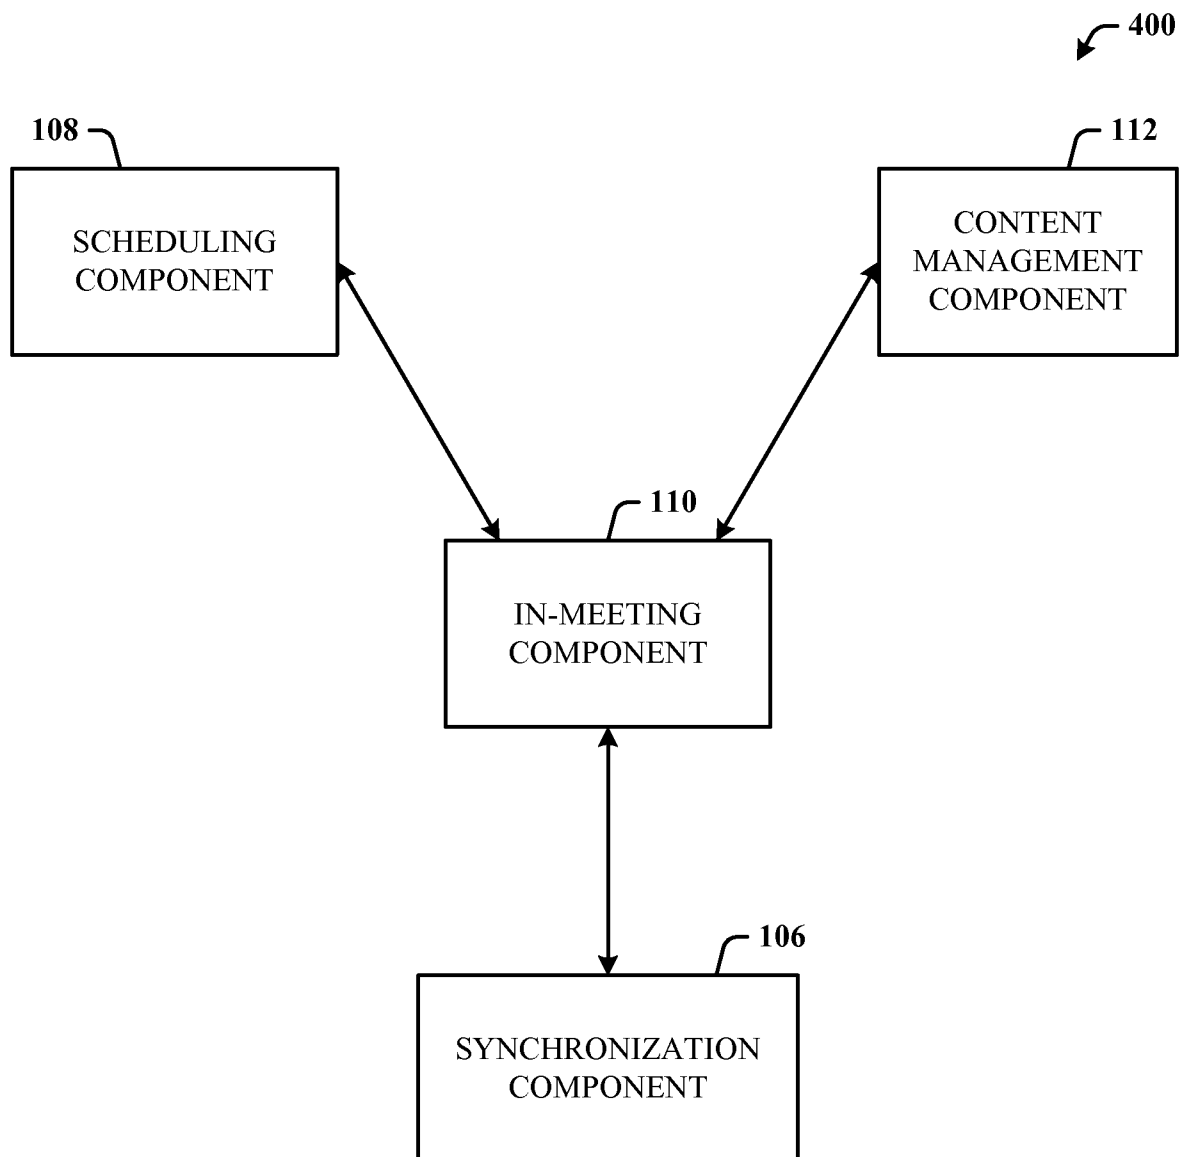 400
108
112
SCHEDULING
COMPONENT
CONTENT
MANAGEMENT
COMPONENT
110
IN-MEETING
COMPONENT
106
SYNCHRONIZATION
COMPONENT